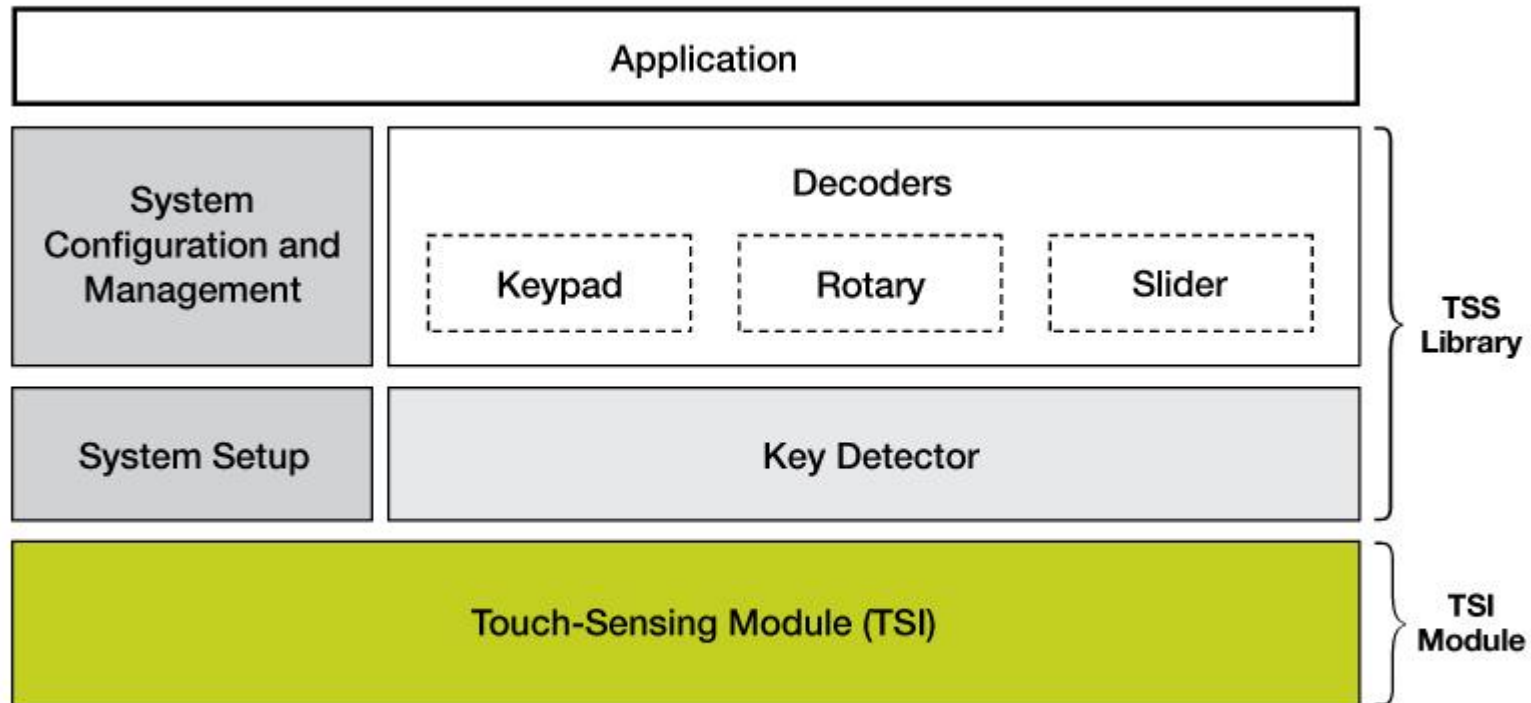 Application
System
Configuration and
Management
Decoders
Keypad
Rotary
Slider
TSS
Library
System Setup
Key Detector
Touch-Sensing Module (TSI)
TSI
Module